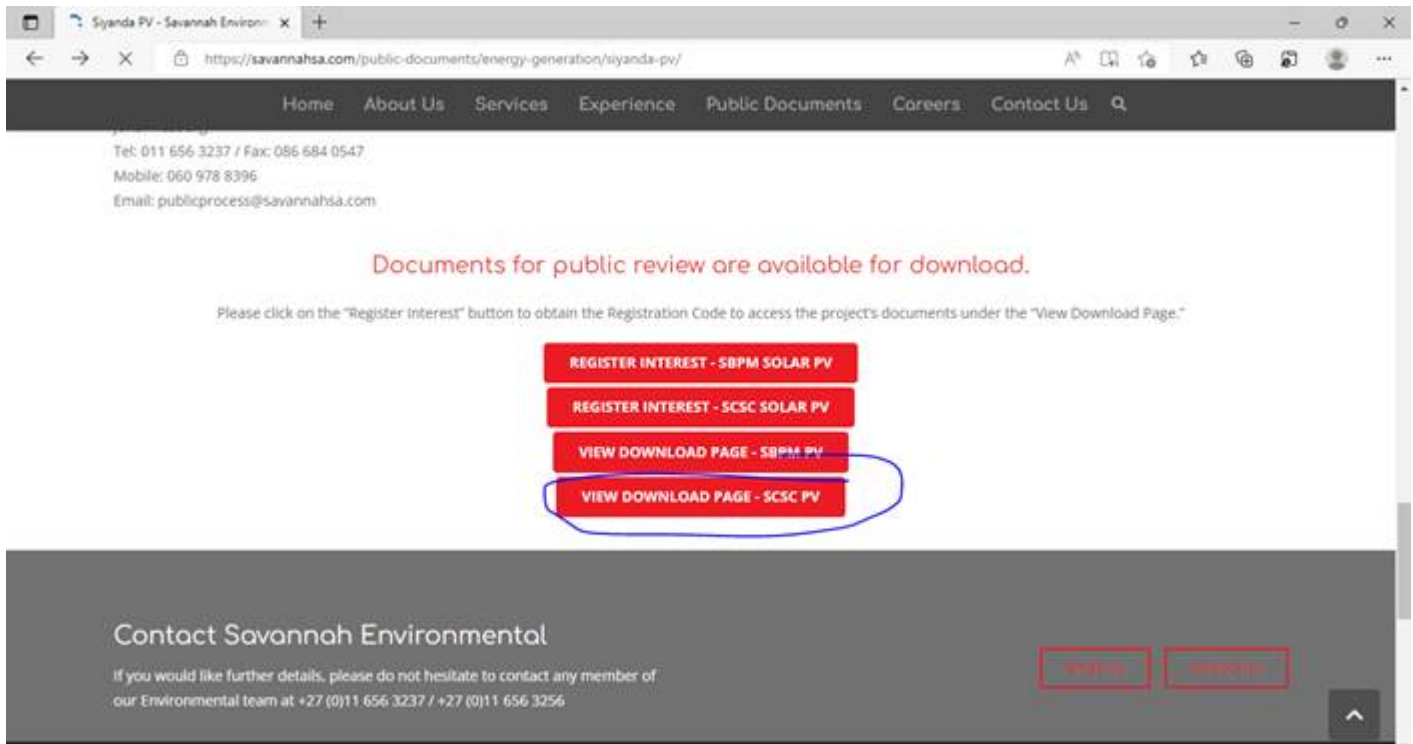 Siyanda PV - Savannah Environ
https://savannahsa.com/public-documents/energy-generation/siyanda-pv/
Home About Us Services Experience Public Documents Careers Contact Us
Tel: 011 656 3237 / Fax: 086 684 0547
Mobile: 060 978 8396
Email: publicprocess@savannahsa.com
Documents for public review are available for download.
Please click on the "Register Interest" button to obtain the Registration Code to access the project's documents under the "View Download Page."
REGISTER INTEREST - SBPM SOLAR PV
REGISTER INTEREST - SCSC SOLAR PV
VIEW DOWNLOAD PAGE - SBPM PV
VIEW DOWNLOAD PAGE - SCSC PV
Contact Savannah Environmental
If you would like further details, please do not hesitate to contact any member of
our Environmental team at +27 (0)11 656 3237 / +27 (0)11 656 3256